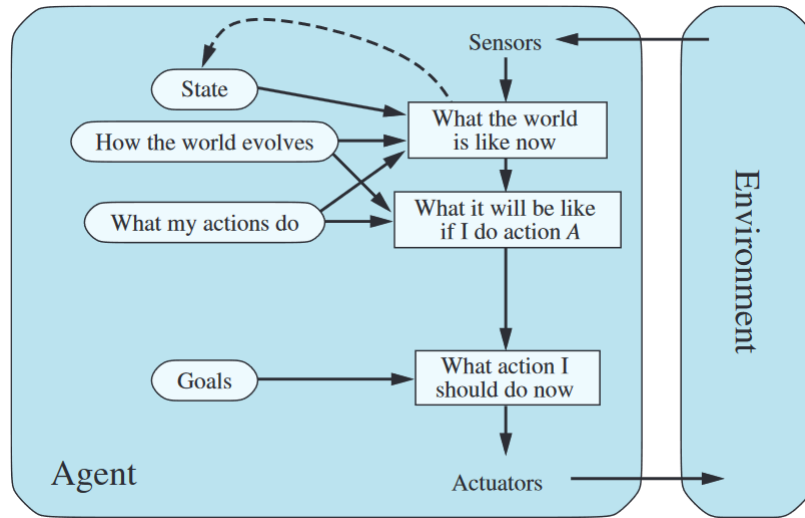 Sensors
State
What the world
is like now
How the world evolves
What my actions do
What it will be like
if I do action A
Environment
Goals
What action I
should do now
Agent
Actuators